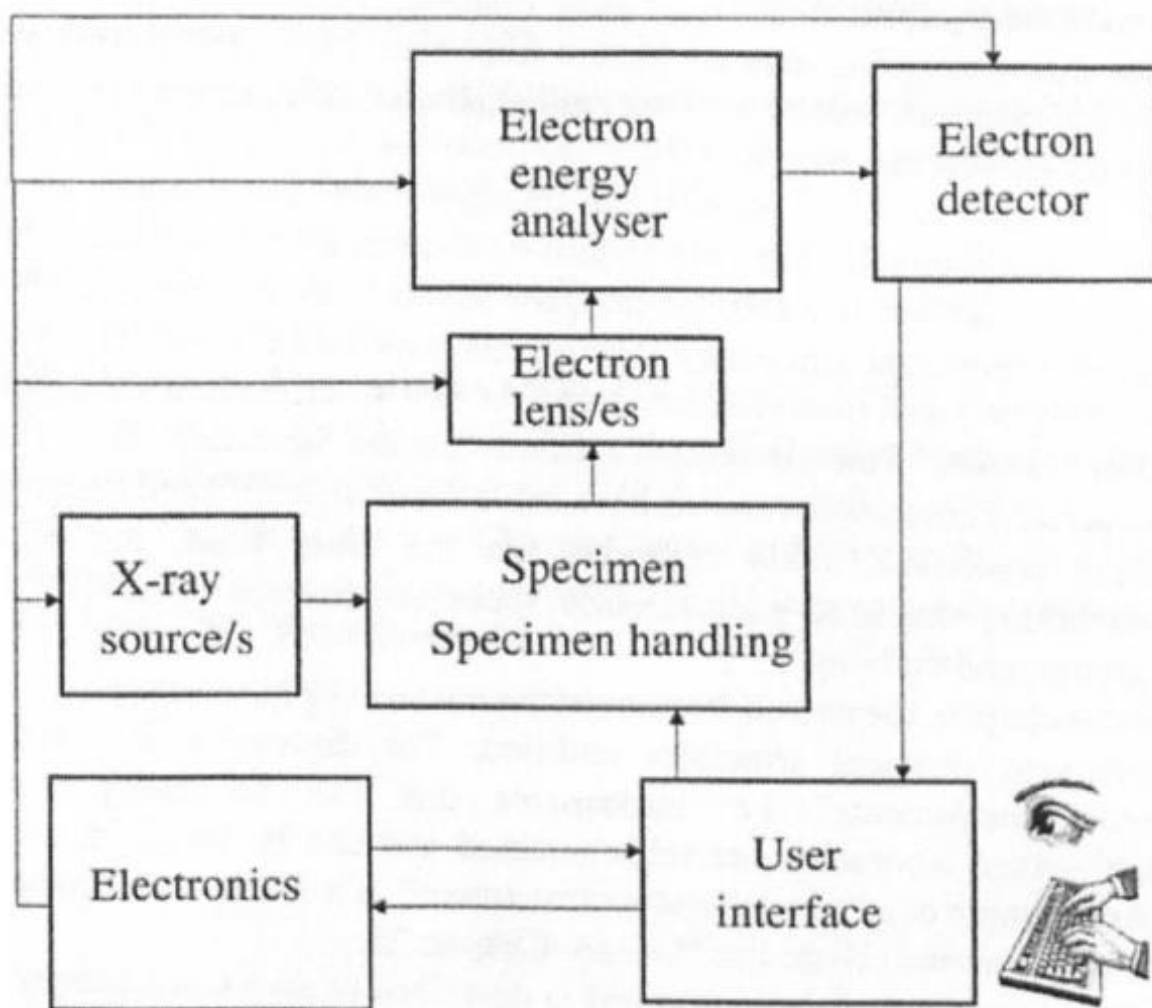 Electron
energy
analyser
Electron
detector
Electron
lens/es
X-ray
source/s
Specimen
Specimen handling
Electronics
User
interface